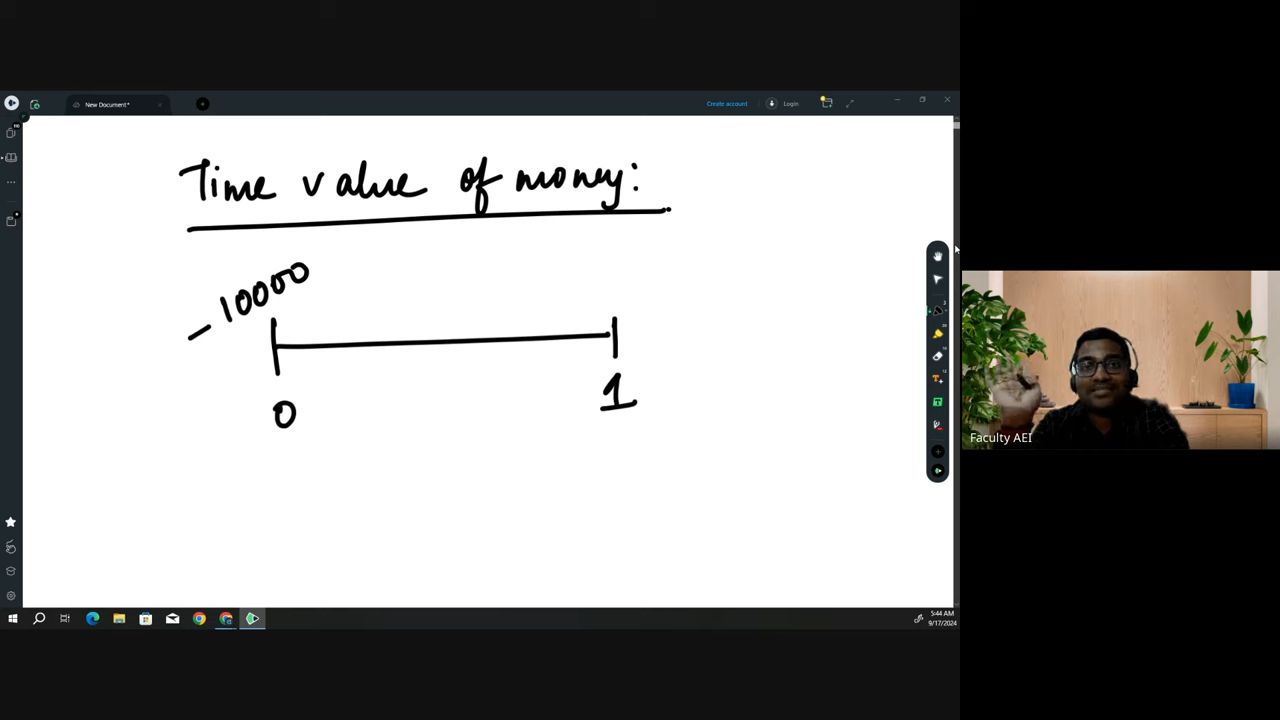 New Document*
Create account
Login
Time value of money:
- 10000
0
1
Faculty AEI
5:44 AM
9/17/2024